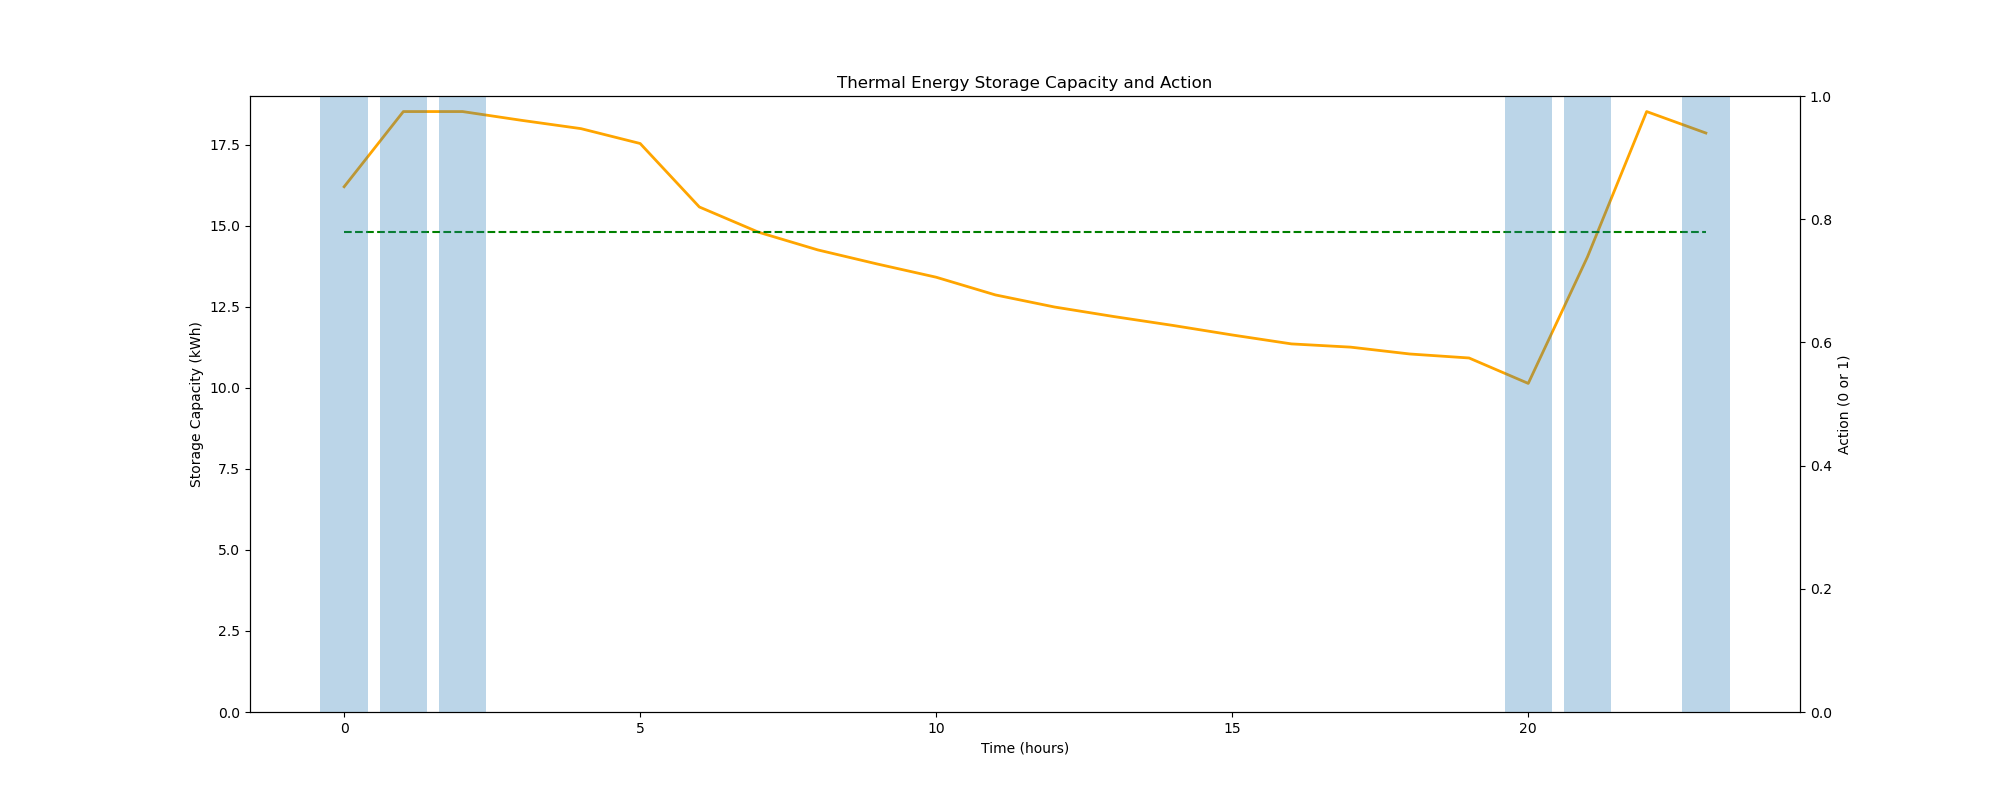 Thermal Energy Storage Capacity and Action
Storage Capacity (kWh)
17.5
15.0
12.5
10.0
7.5
5.0
2.5
0.0
1.0
0.8
0.6
0.4
0.2
0.0
Action (0 or 1)
0 5 10 15 20
Time (hours)